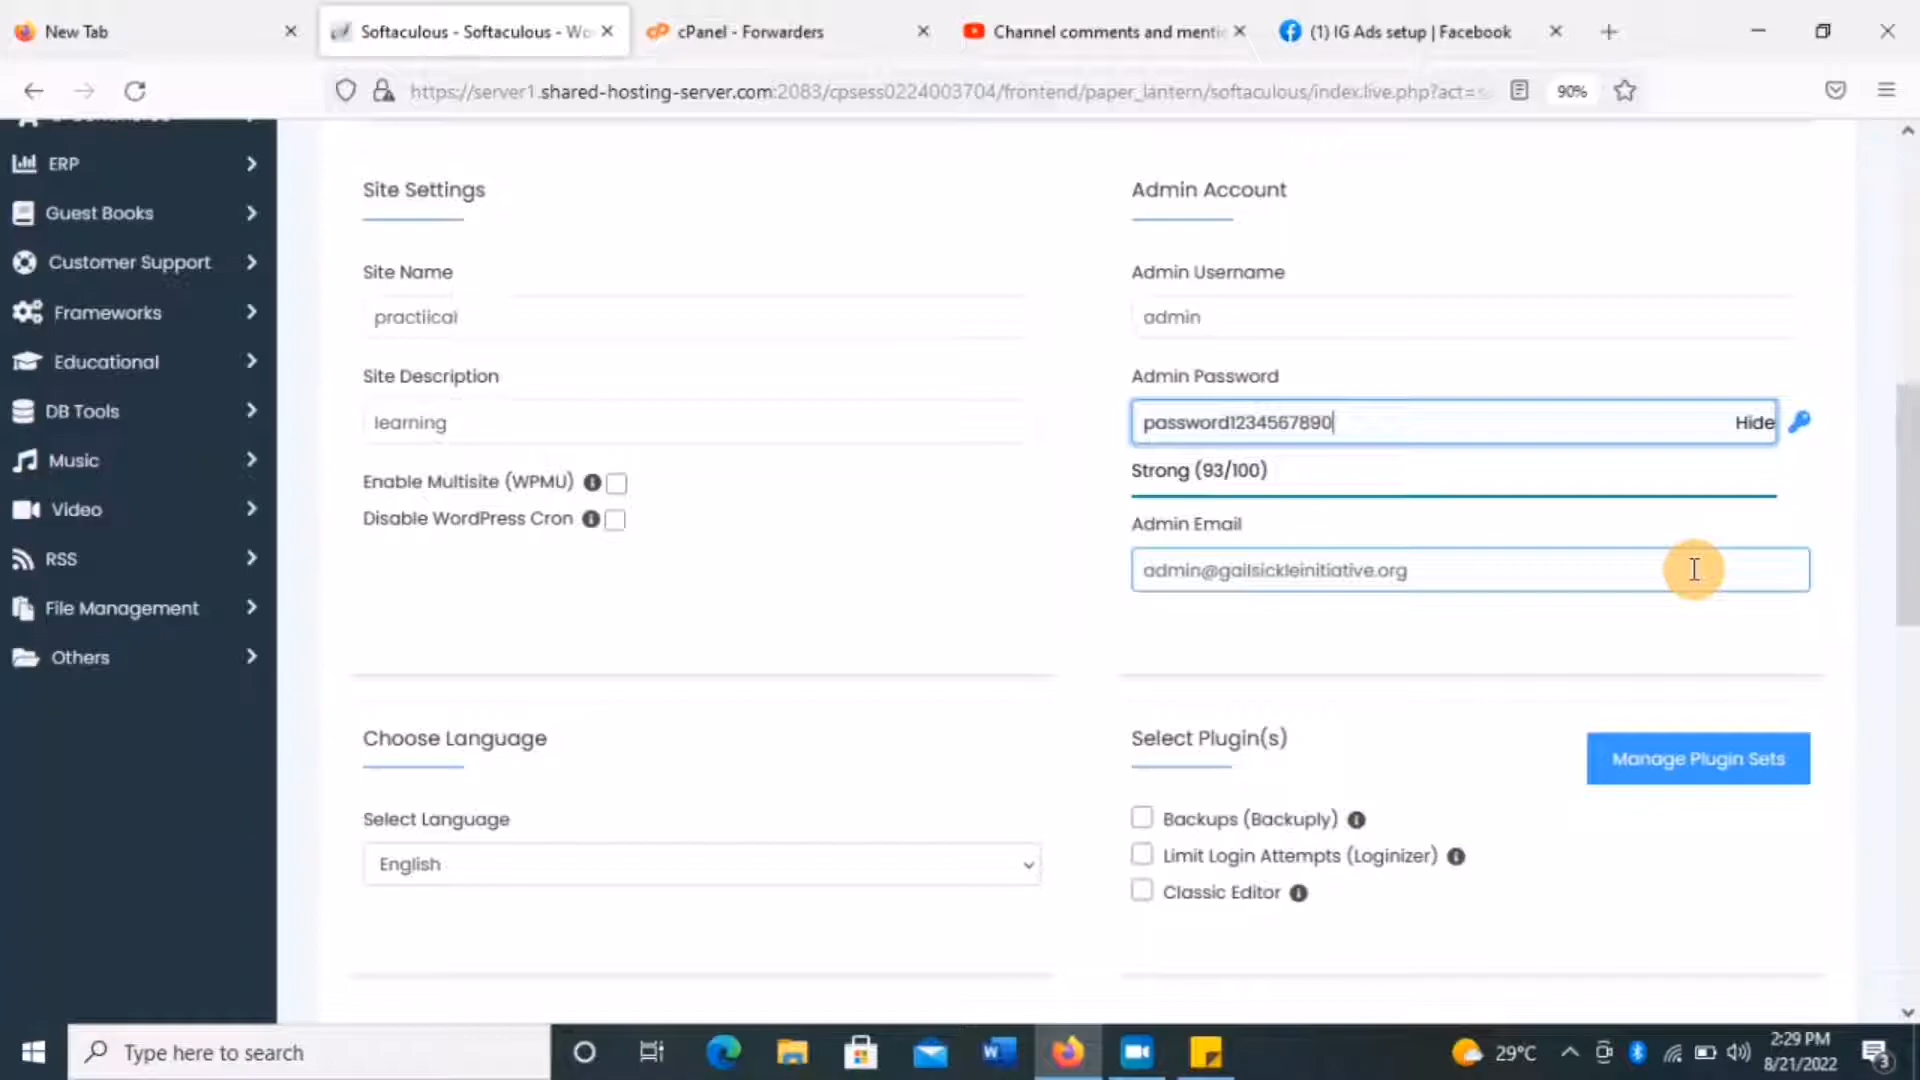 New Tab
Softaculous - Softaculous - Wo
cPanel - Forwarders
Channel comments and menti
(1) IG Ads setup | Facebook
https://server1.shared-hosting-server.com:2083/cpsess0224003704/frontend/paper_lantern/softaculous/index.live.php?act=s
90%
ERP
Guest Books
Customer Support
Frameworks
Educational
DB Tools
Music
Video
RSS
File Management
Others
Site Settings
Site Name
practiical
Site Description
learning
Enable Multisite (WPMU)
Disable WordPress Cron
Admin Account
Admin Username
admin
Admin Password
password1234567890
Hide
Strong (93/100)
Admin Email
admin@gailsickleinitiative.org
Choose Language
Select Language
English
Select Plugin(s)
Manage Plugin Sets
Backups (Backuply)
Limit Login Attempts (Loginizer)
Classic Editor
Type here to search
29°C
2:29 PM
8/21/2022
3